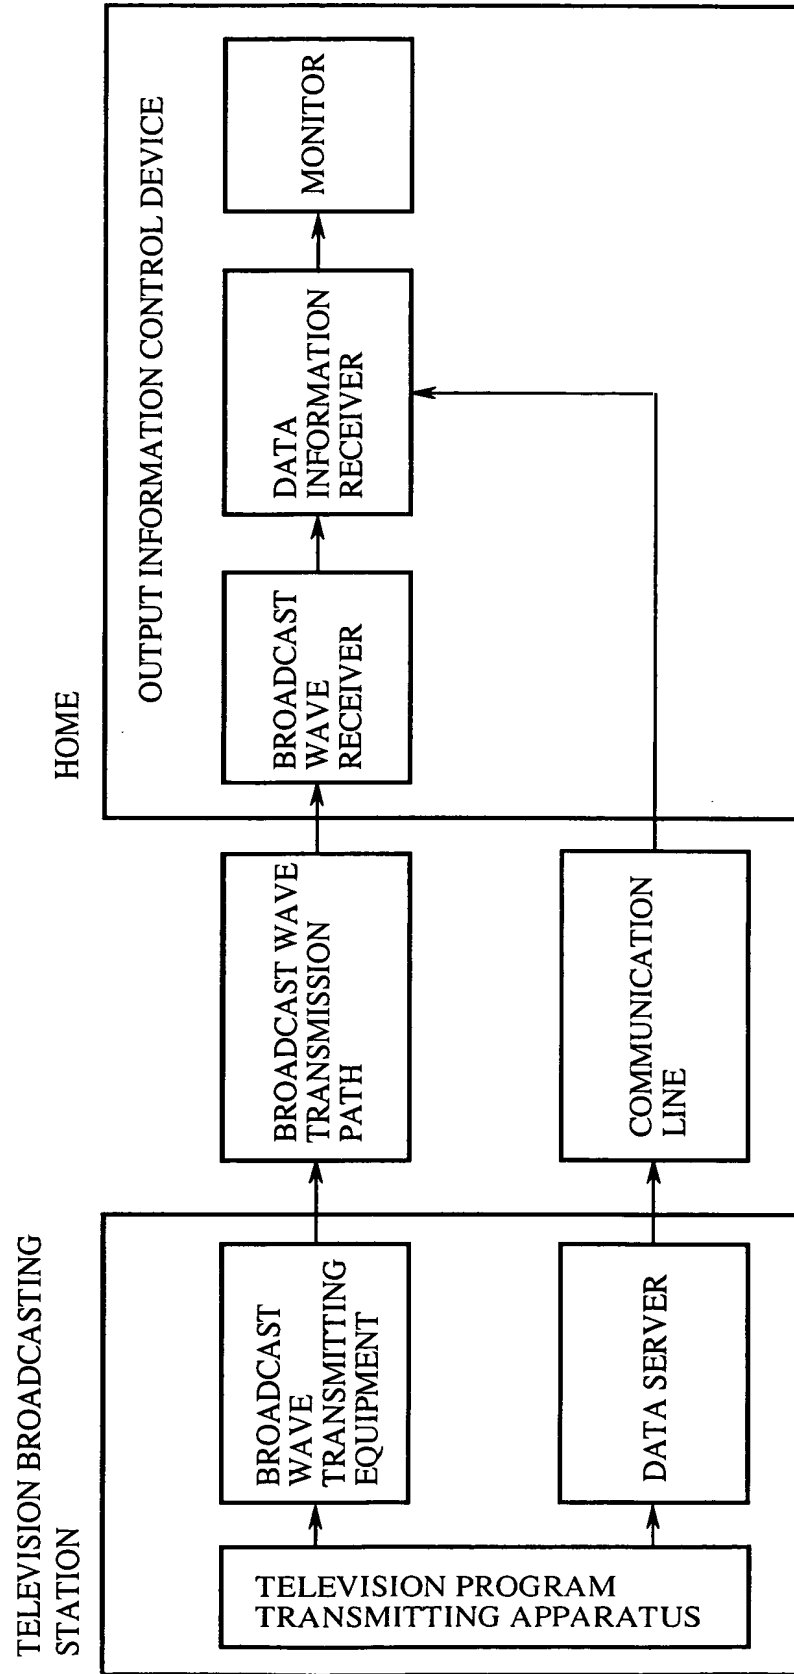 TELEVISION BROADCASTING
STATION
TELEVISION PROGRAM
TRANSMITTING APPARATUS
BROADCAST
WAVE
TRANSMITTING
EQUIPMENT
DATA SERVER
BROADCAST WAVE
TRANSMISSION
PATH
COMMUNICATION
LINE
HOME
OUTPUT INFORMATION CONTROL DEVICE
BROADCAST
WAVE
RECEIVER
DATA
INFORMATION
RECEIVER
MONITOR